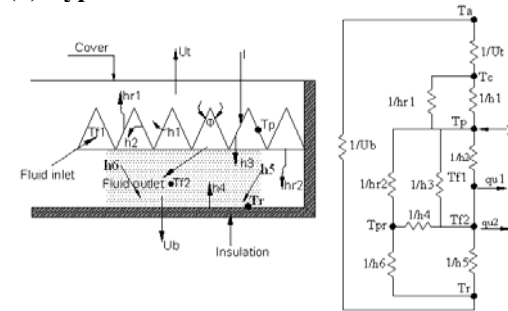 Cover
Ut
I
hr1
Tf1
h2
h1
Φ
Tp
h3
Fluid inlet
h6
Fluid outlet
Tf2
h4
h5
hr2
Tr
Ub
Insulation
Ta
1/Ut
Tc
1/hr1
1/h1
Tp
1/Ub
1/h2
1/hr2
1/h3
Tf1
qu1
Tpr
1/h4
Tf2
qu2
1/h6
1/h5
Tr